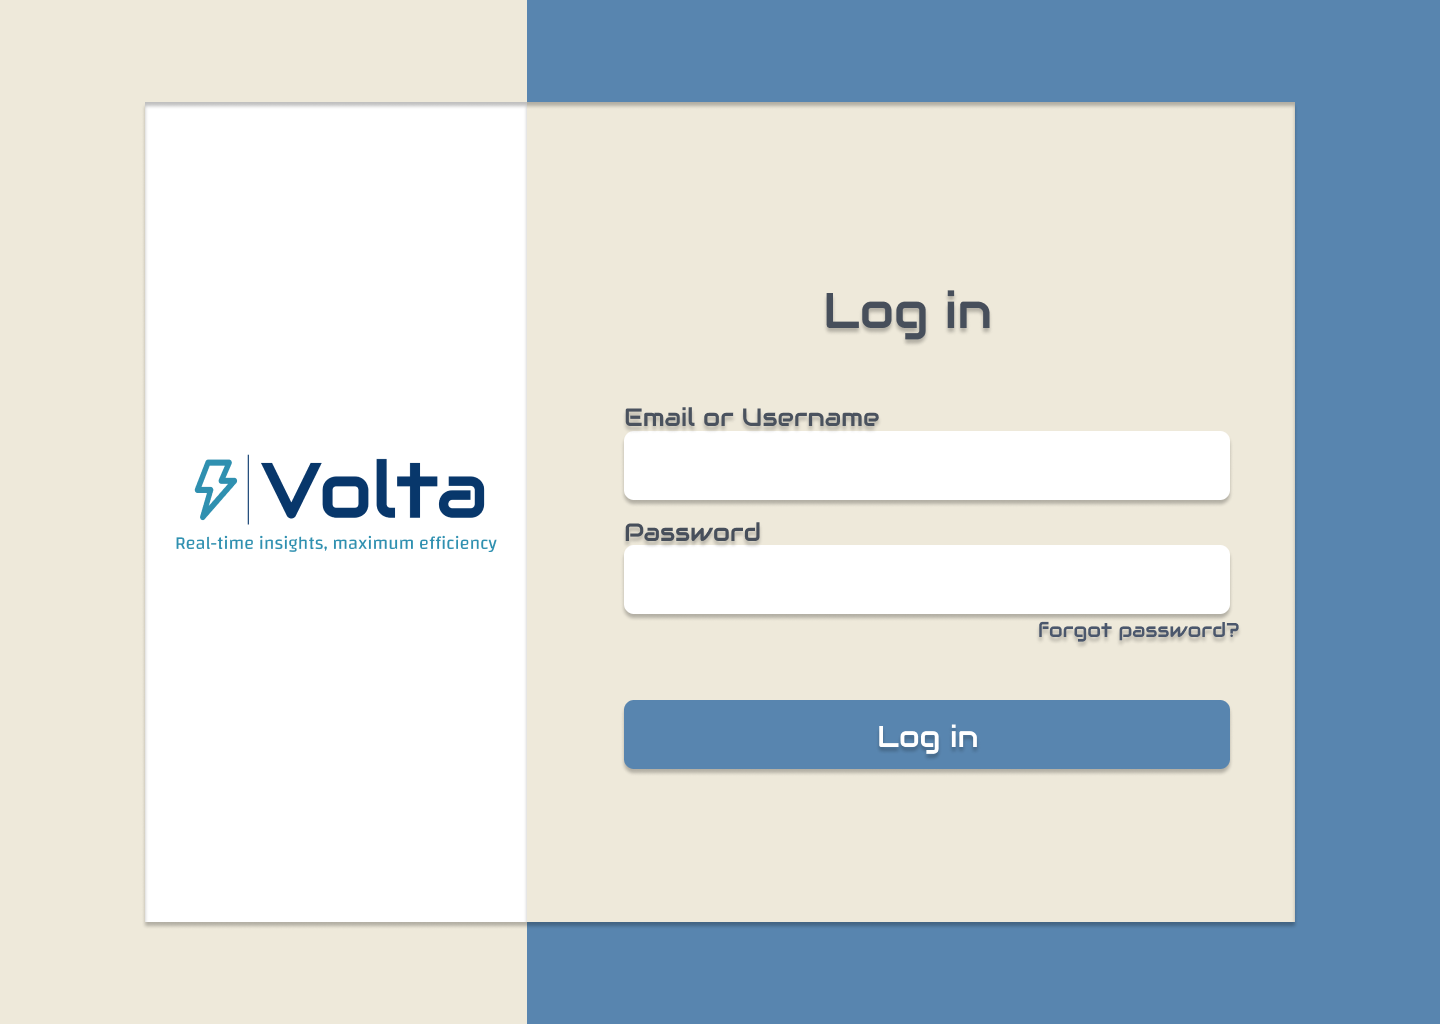 Volta
Real-time insights, maximum efficiency
Log in
Email or Username
Password
forgot password?
Log in